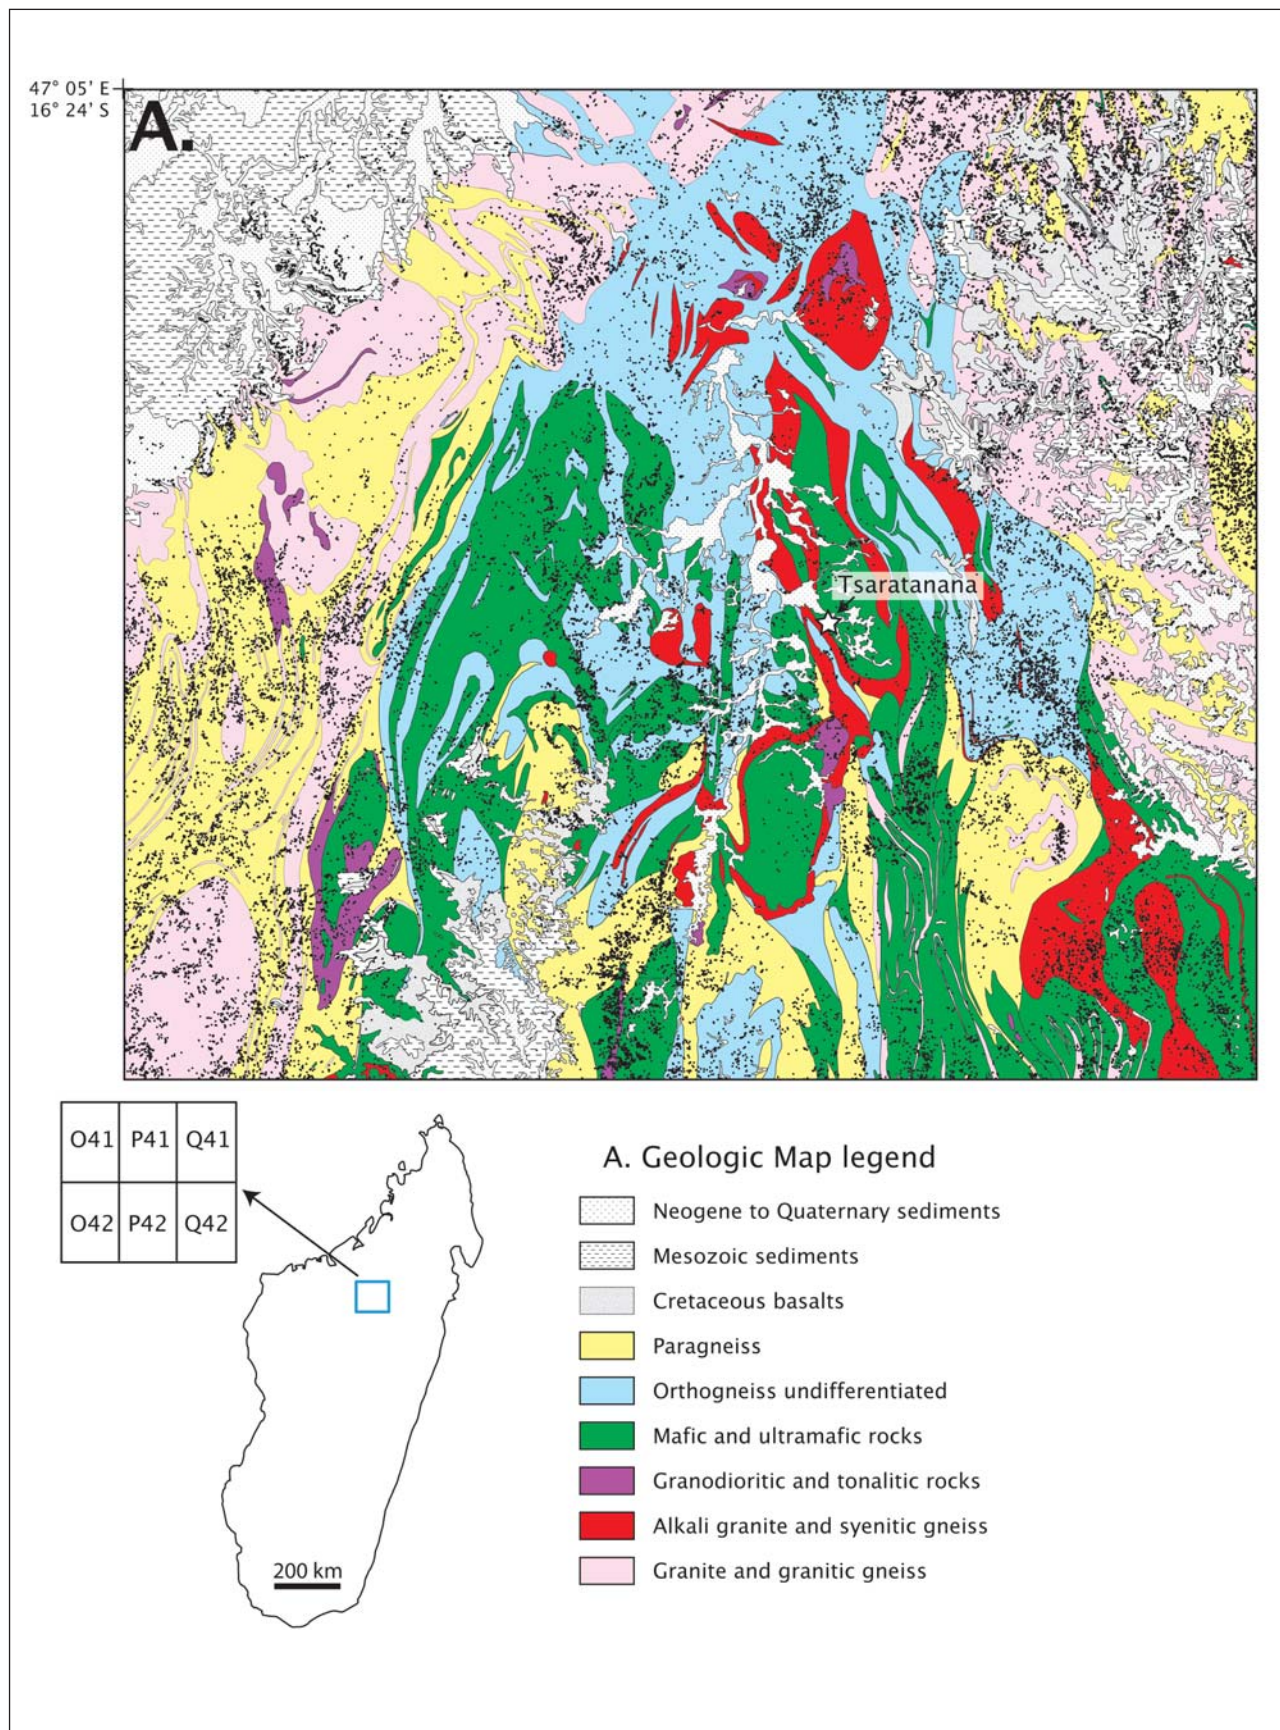 47° 05' E
16° 24' S
A.
Tsaratanana
O41 P41 Q41
O42 P42 Q42
200 km
A. Geologic Map legend
Neogene to Quaternary sediments
Mesozoic sediments
Cretaceous basalts
Paragneiss
Orthogneiss undifferentiated
Mafic and ultramafic rocks
Granodioritic and tonalitic rocks
Alkali granite and syenitic gneiss
Granite and granitic gneiss